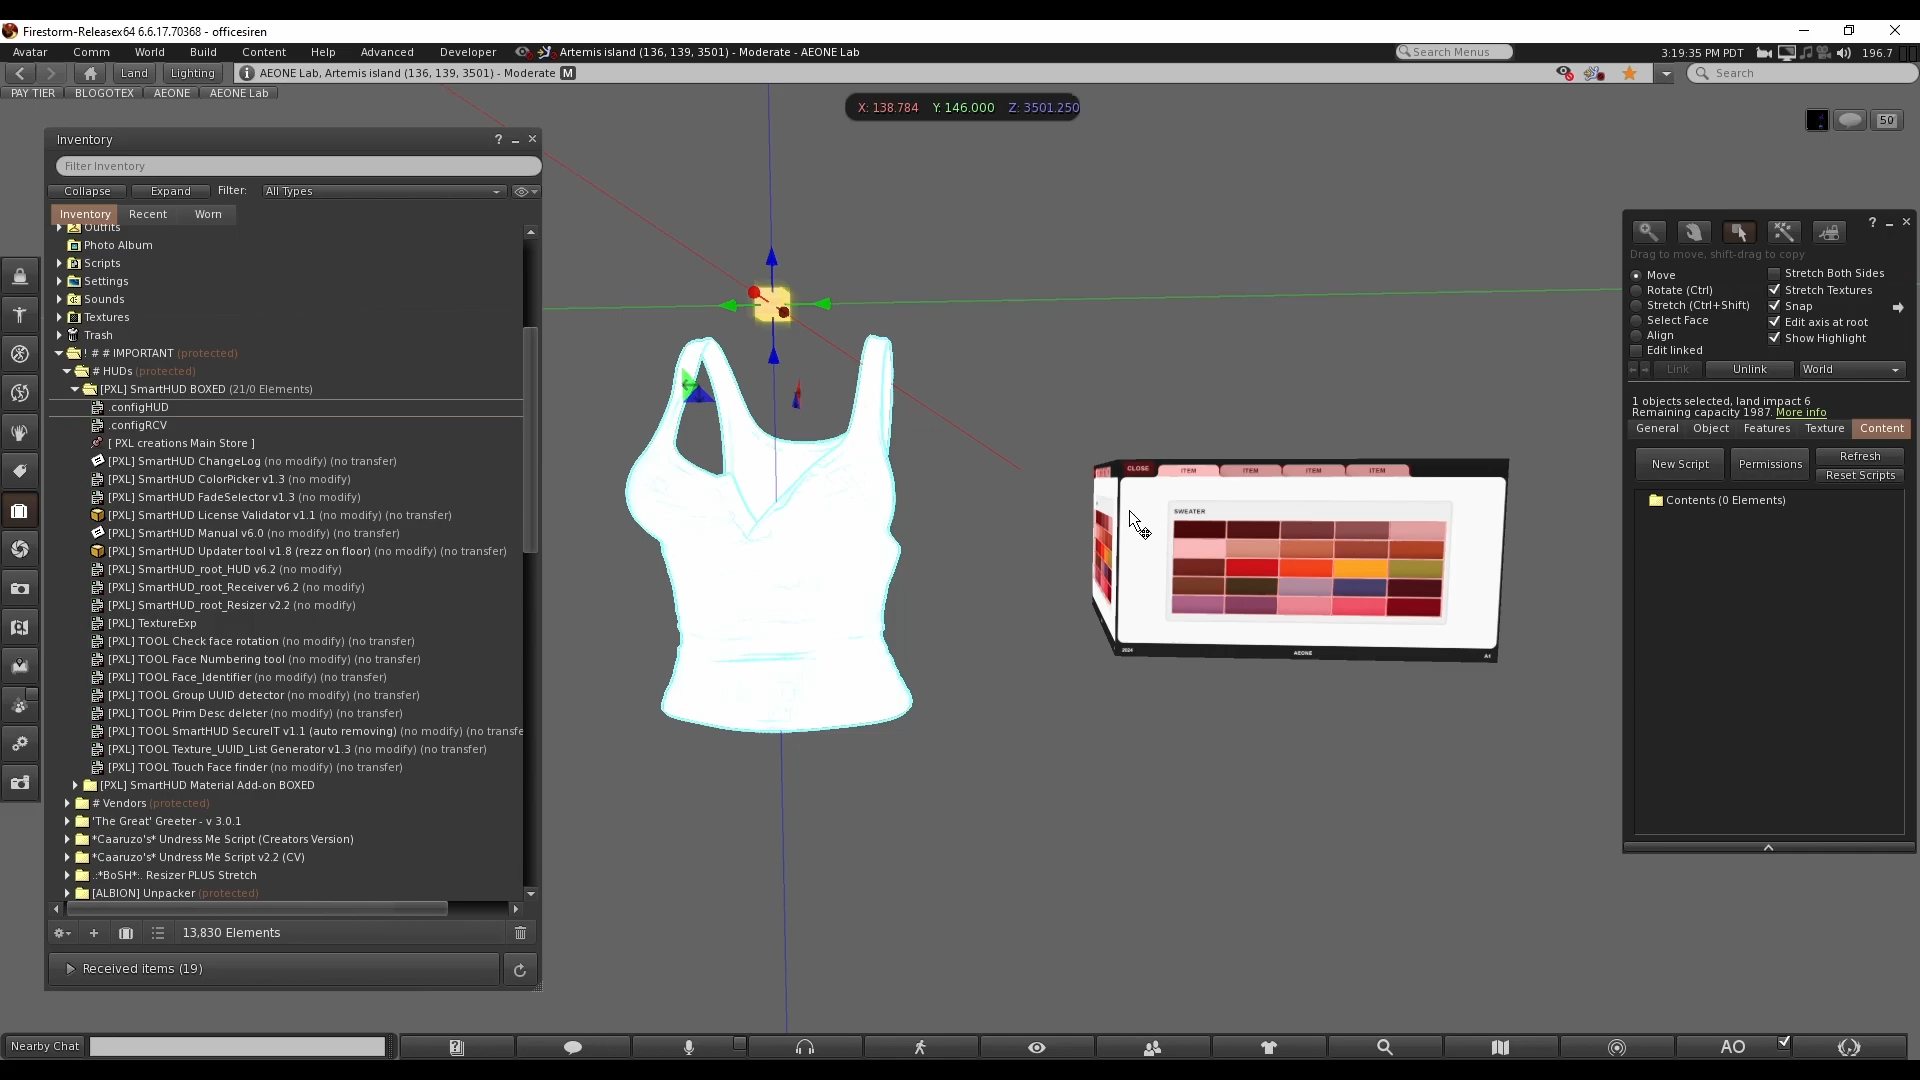 Firestorm-Releasex64 6.6.17.70368 - officesiren
Avatar Comm World Build Content Help Advanced Developer Artemis island (136, 139, 3501) - Moderate - AEONE Lab Search Menus 3:19:35 PM PDT 196.7
Land Lighting AEONE Lab, Artemis island (136, 139, 3501) - Moderate M Search
PAY TIER BLOGOTEX AEONE AEONE Lab
X: 138.784 Y: 146.000 Z: 3501.250
50
Inventory ?
Filter Inventory
Collapse Expand Filter: All Types
Inventory Recent Worn
Outfits
Photo Album
Scripts
Settings
Sounds
Textures
Trash
! # # IMPORTANT (protected)
# HUDs (protected)
[PXL] SmartHUD BOXED (21/0 Elements)
.configHUD
.configRCV
[ PXL creations Main Store ]
[PXL] SmartHUD ChangeLog (no modify) (no transfer)
[PXL] SmartHUD ColorPicker v1.3 (no modify)
[PXL] SmartHUD FadeSelector v1.3 (no modify)
[PXL] SmartHUD License Validator v1.1 (no modify) (no transfer)
[PXL] SmartHUD Manual v6.0 (no modify) (no transfer)
[PXL] SmartHUD Updater tool v1.8 (rezz on floor) (no modify) (no transfer)
[PXL] SmartHUD_root_HUD v6.2 (no modify)
[PXL] SmartHUD_root_Receiver v6.2 (no modify)
[PXL] SmartHUD_root_Resizer v2.2 (no modify)
[PXL] TextureExp
[PXL] TOOL Check face rotation (no modify) (no transfer)
[PXL] TOOL Face Numbering tool (no modify) (no transfer)
[PXL] TOOL Face_Identifier (no modify) (no transfer)
[PXL] TOOL Group UUID detector (no modify) (no transfer)
[PXL] TOOL Prim Desc deleter (no modify) (no transfer)
[PXL] TOOL SmartHUD SecureIT v1.1 (auto removing) (no modify) (no transfe
[PXL] TOOL Texture_UUID_List Generator v1.3 (no modify) (no transfer)
[PXL] TOOL Touch Face finder (no modify) (no transfer)
[PXL] SmartHUD Material Add-on BOXED
# Vendors (protected)
'The Great' Greeter - v 3.0.1
*Caaruzo's* Undress Me Script (Creators Version)
*Caaruzo's* Undress Me Script v2.2 (CV)
.:*BoSH*:. Resizer PLUS Stretch
[ALBION] Unpacker (protected)
13,830 Elements
Received items (19)
CLOSE ITEM ITEM ITEM ITEM
SWEATER
2024 AEONE A1
?
Drag to move, shift-drag to copy
Move
Rotate (Ctrl)
Stretch (Ctrl+Shift)
Select Face
Align
Edit linked
Stretch Both Sides
Stretch Textures
Snap
Edit axis at root
Show Highlight
Link Unlink World
1 objects selected, land impact 6
Remaining capacity 1987. More info
General Object Features Texture Content
New Script Permissions Refresh
Reset Scripts
Contents (0 Elements)
Nearby Chat AO